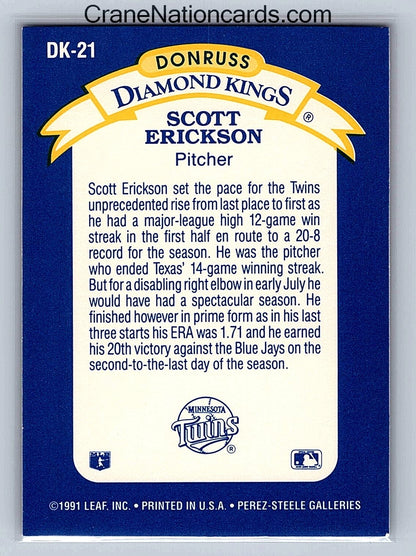 CraneNationcards.com
DK-21
DONRUSS
DIAMOND KINGS
®
SCOTT
ERICKSON
Pitcher
Scott Erickson set the pace for the Twins
unprecedented rise from last place to first as
he had a major-league high 12-game win
streak in the first half en route to a 20-8
record for the season. He was the pitcher
who ended Texas' 14-game winning streak.
But for a disabling right elbow in early July he
would have had a spectacular season. He
finished however in prime form as in his last
three starts his ERA was 1.71 and he earned
his 20th victory against the Blue Jays on the
second-to-the-last day of the season.
MINNESOTA
Twins
®
©1991 LEAF, INC. • PRINTED IN U.S.A. • PEREZ-STEELE GALLERIES